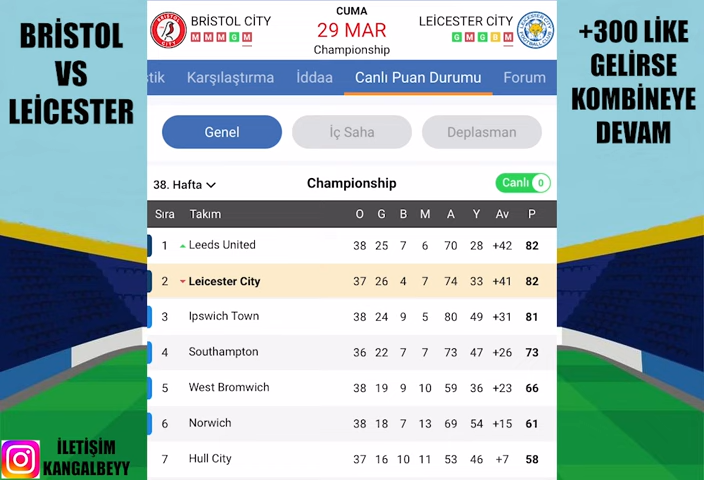 BRİSTOL
VS
LEİCESTER
BRİSTOL CITY
M M M G M
CUMA
29 MAR
Championship
LEİCESTER CITY
G M G B M
+300 LİKE
GELİRSE
KOMBİNEYE
DEVAM
stik Karşılaştırma İddaa Canlı Puan Durumu Forum
Genel İç Saha Deplasman
38. Hafta Championship Canlı 0
Sıra Takım O G B M A Y Av P
1 Leeds United 38 25 7 6 70 28 +42 82
2 Leicester City 37 26 4 7 74 33 +41 82
3 Ipswich Town 38 24 9 5 80 49 +31 81
4 Southampton 36 22 7 7 73 47 +26 73
5 West Bromwich 38 19 9 10 59 36 +23 66
6 Norwich 38 18 7 13 69 54 +15 61
7 Hull City 37 16 10 11 53 46 +7 58
İLETİŞİM
KANGALBEYY